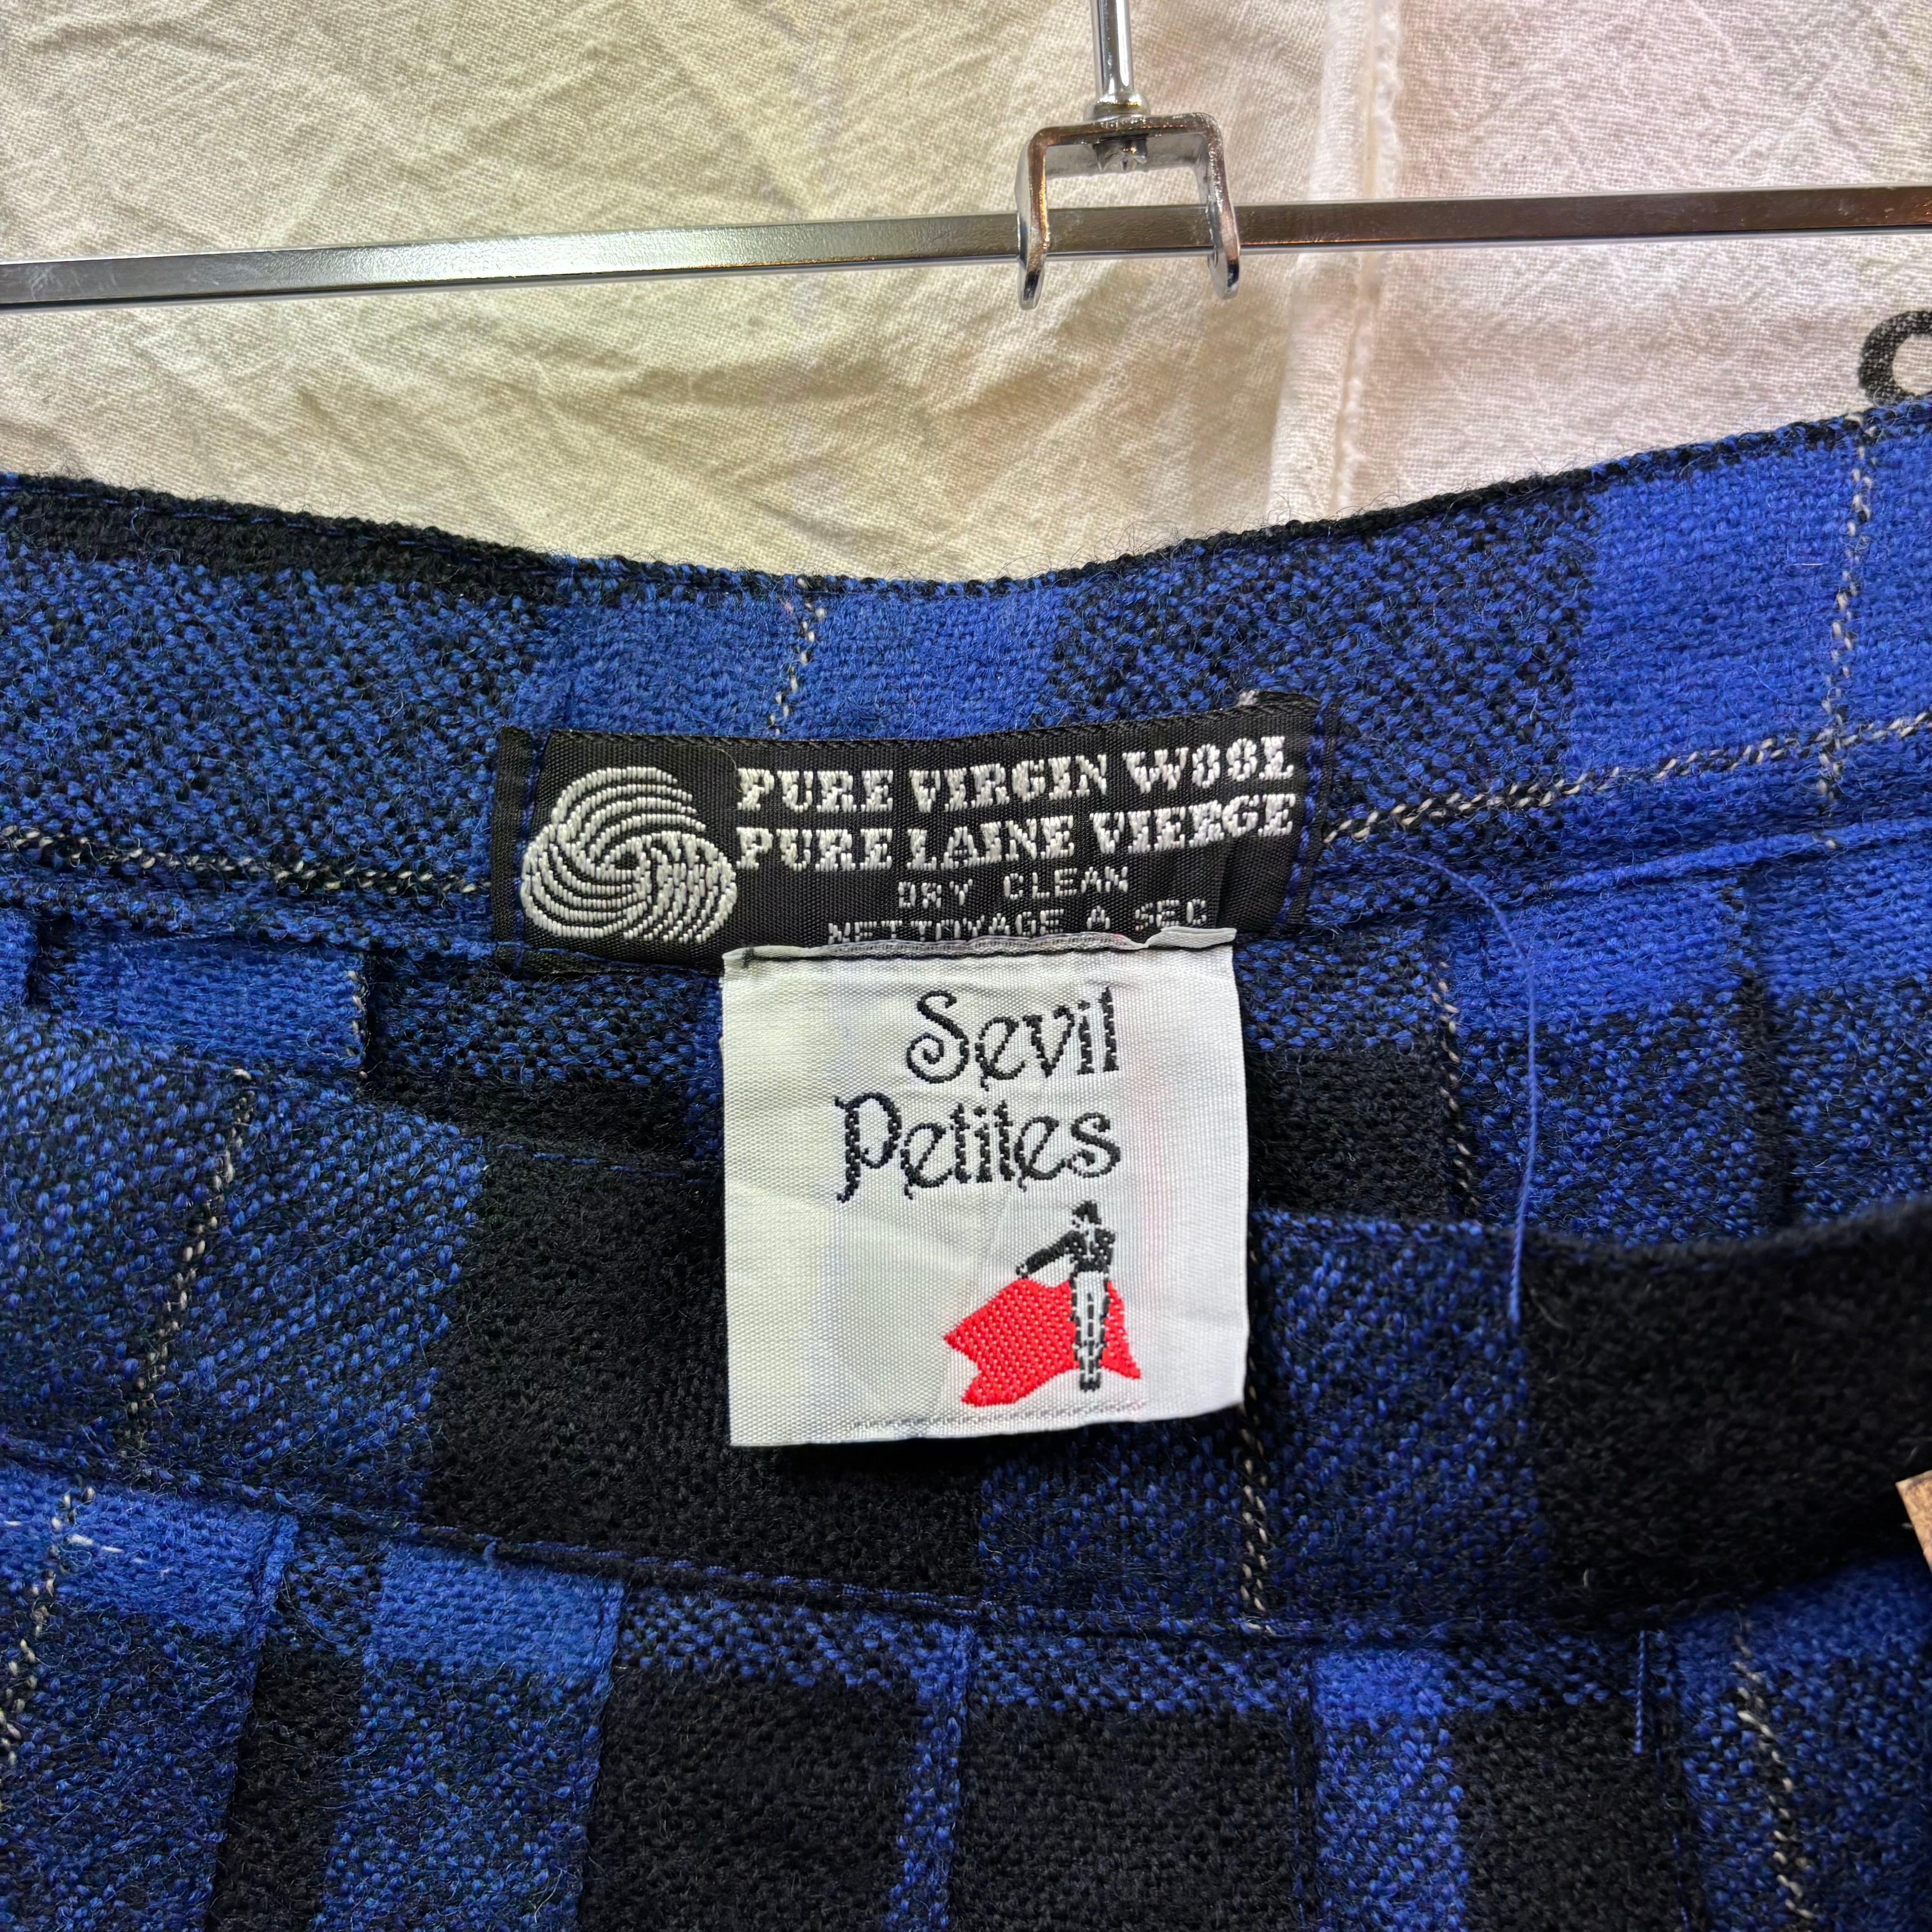 PURE VIRGIN WOOL
PURE LAINE VIERGE
DRY CLEAN
NETTOYAGE A SEC
Sevil
Petites